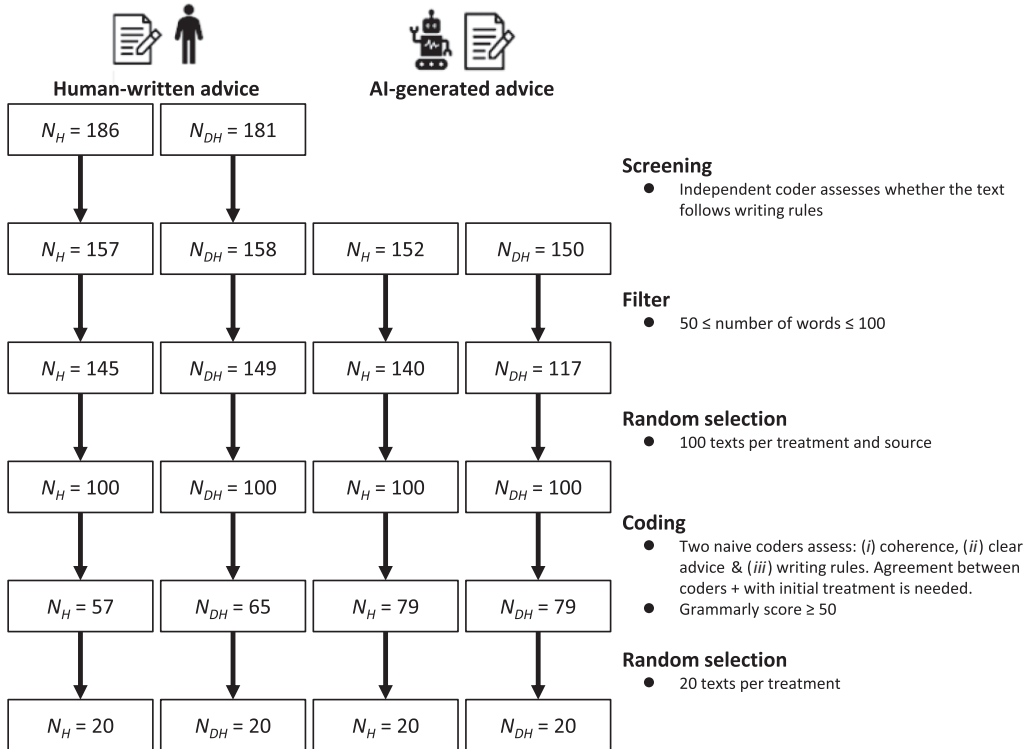 Human-written advice
AI-generated advice
N_H = 186
N_DH = 181
Screening
● Independent coder assesses whether the text
follows writing rules
N_H = 157
N_DH = 158
N_H = 152
N_DH = 150
Filter
● 50 ≤ number of words ≤ 100
N_H = 145
N_DH = 149
N_H = 140
N_DH = 117
Random selection
● 100 texts per treatment and source
N_H = 100
N_DH = 100
N_H = 100
N_DH = 100
Coding
● Two naive coders assess: (i) coherence, (ii) clear
advice & (iii) writing rules. Agreement between
coders + with initial treatment is needed.
● Grammarly score ≥ 50
N_H = 57
N_DH = 65
N_H = 79
N_DH = 79
Random selection
● 20 texts per treatment
N_H = 20
N_DH = 20
N_H = 20
N_DH = 20